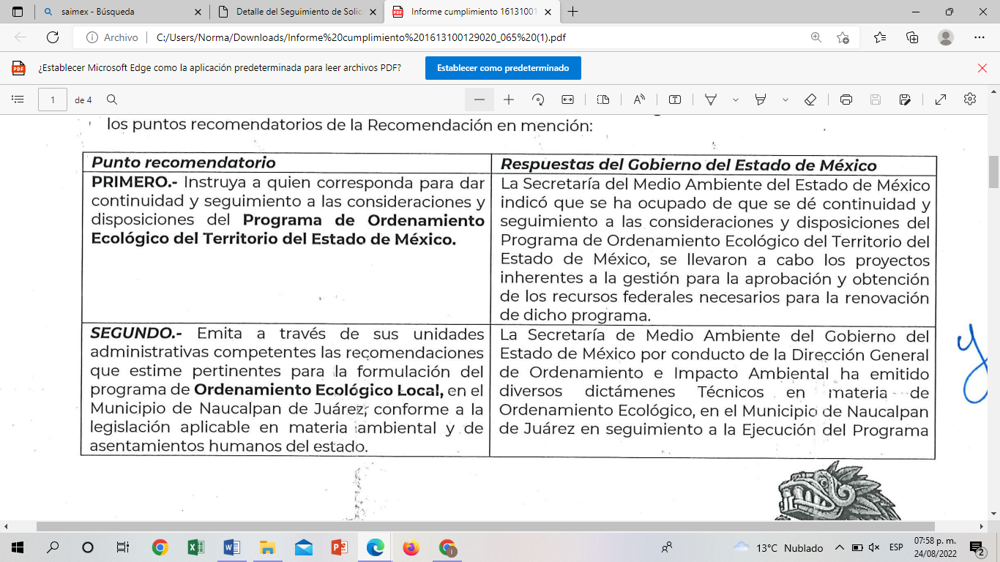 saimex - Búsqueda
Detalle del Seguimiento de Solic
Informe cumplimiento 16131001
Archivo
C:/Users/Norma/Downloads/Informe%20cumplimiento%201613100129020_065%20(1).pdf
¿Establecer Microsoft Edge como la aplicación predeterminada para leer archivos PDF?
Establecer como predeterminado
1
de 4
los puntos recomendatorios de la Recomendación en mención:
Punto recomendatorio
PRIMERO.- Instruya a quien corresponda para dar
continuidad y seguimiento a las consideraciones y
disposiciones del Programa de Ordenamiento
Ecológico del Territorio del Estado de México.
Respuestas del Gobierno del Estado de México
La Secretaría del Medio Ambiente del Estado de México
indicó que se ha ocupado de que se dé continuidad y
seguimiento a las consideraciones y disposiciones del
Programa de Ordenamiento Ecológico del Territorio del
Estado de México, se llevaron a cabo los proyectos
inherentes a la gestión para la aprobación y obtención
de los recursos federales necesarios para la renovación
de dicho programa.
SEGUNDO.- Emita a través de sus unidades
administrativas competentes las recomendaciones
que estime pertinentes para la formulación del
programa de Ordenamiento Ecológico Local, en el
Municipio de Naucalpan de Juárez, conforme a la
legislación aplicable en materia ambiental y de
asentamientos humanos del estado.
La Secretaría de Medio Ambiente del Gobierno del
Estado de México por conducto de la Dirección General
de Ordenamiento e Impacto Ambiental ha emitido
diversos dictámenes Técnicos en materia de
Ordenamiento Ecológico, en el Municipio de Naucalpan
de Juárez en seguimiento a la Ejecución del Programa
13°C Nublado
ESP
07:58 p. m.
24/08/2022
2